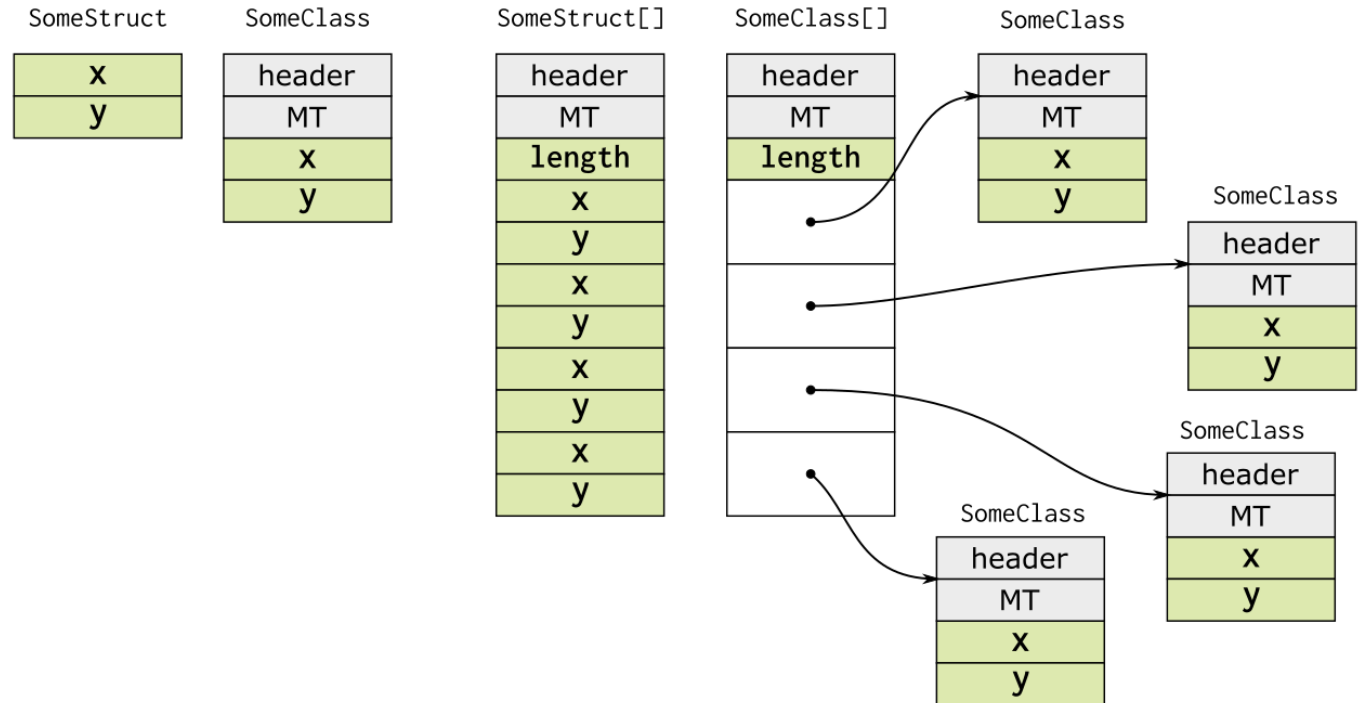 SomeStruct
x
y
SomeClass
header
MT
x
y
SomeStruct[]
header
MT
length
x
y
x
y
x
y
x
y
SomeClass[]
header
MT
length
SomeClass
header
MT
x
y
SomeClass
header
MT
x
y
SomeClass
header
MT
x
y
SomeClass
header
MT
x
y